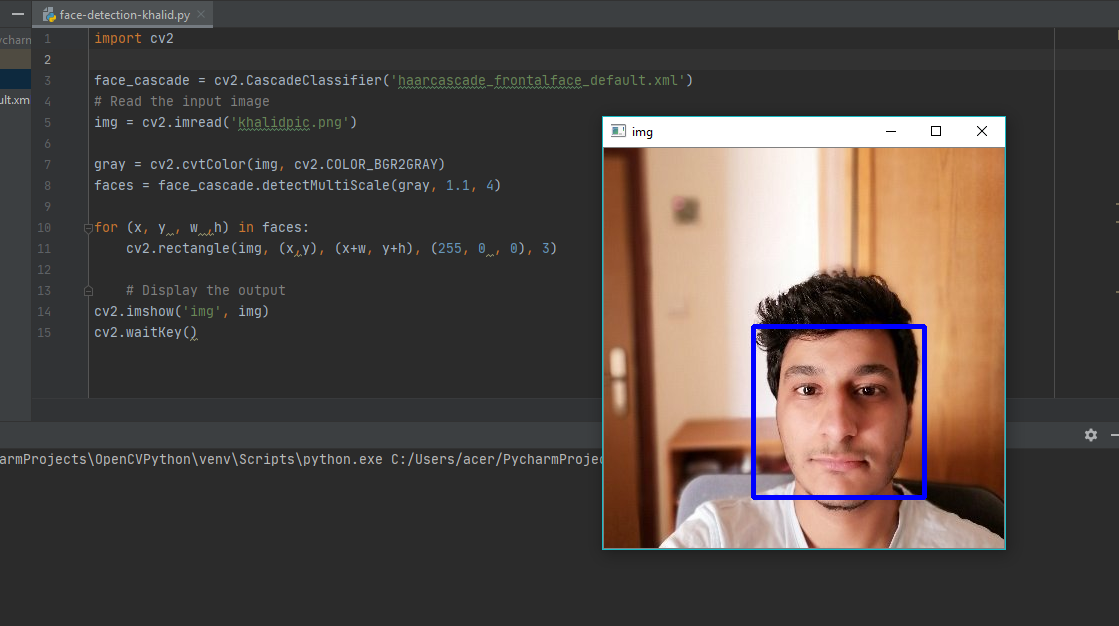 face-detection-khalid.py
ycharm
1 import cv2
2
3 face_cascade = cv2.CascadeClassifier('haarcascade_frontalface_default.xml')
ult.xm
4 # Read the input image
5 img = cv2.imread('khalidpic.png')
6
7 gray = cv2.cvtColor(img, cv2.COLOR_BGR2GRAY)
8 faces = face_cascade.detectMultiScale(gray, 1.1, 4)
9
10 for (x, y , w ,h) in faces:
11 cv2.rectangle(img, (x,y), (x+w, y+h), (255, 0 , 0), 3)
12
13 # Display the output
14 cv2.imshow('img', img)
15 cv2.waitKey()
img
armProjects\OpenCVPython\venv\Scripts\python.exe C:/Users/acer/PycharmProjec